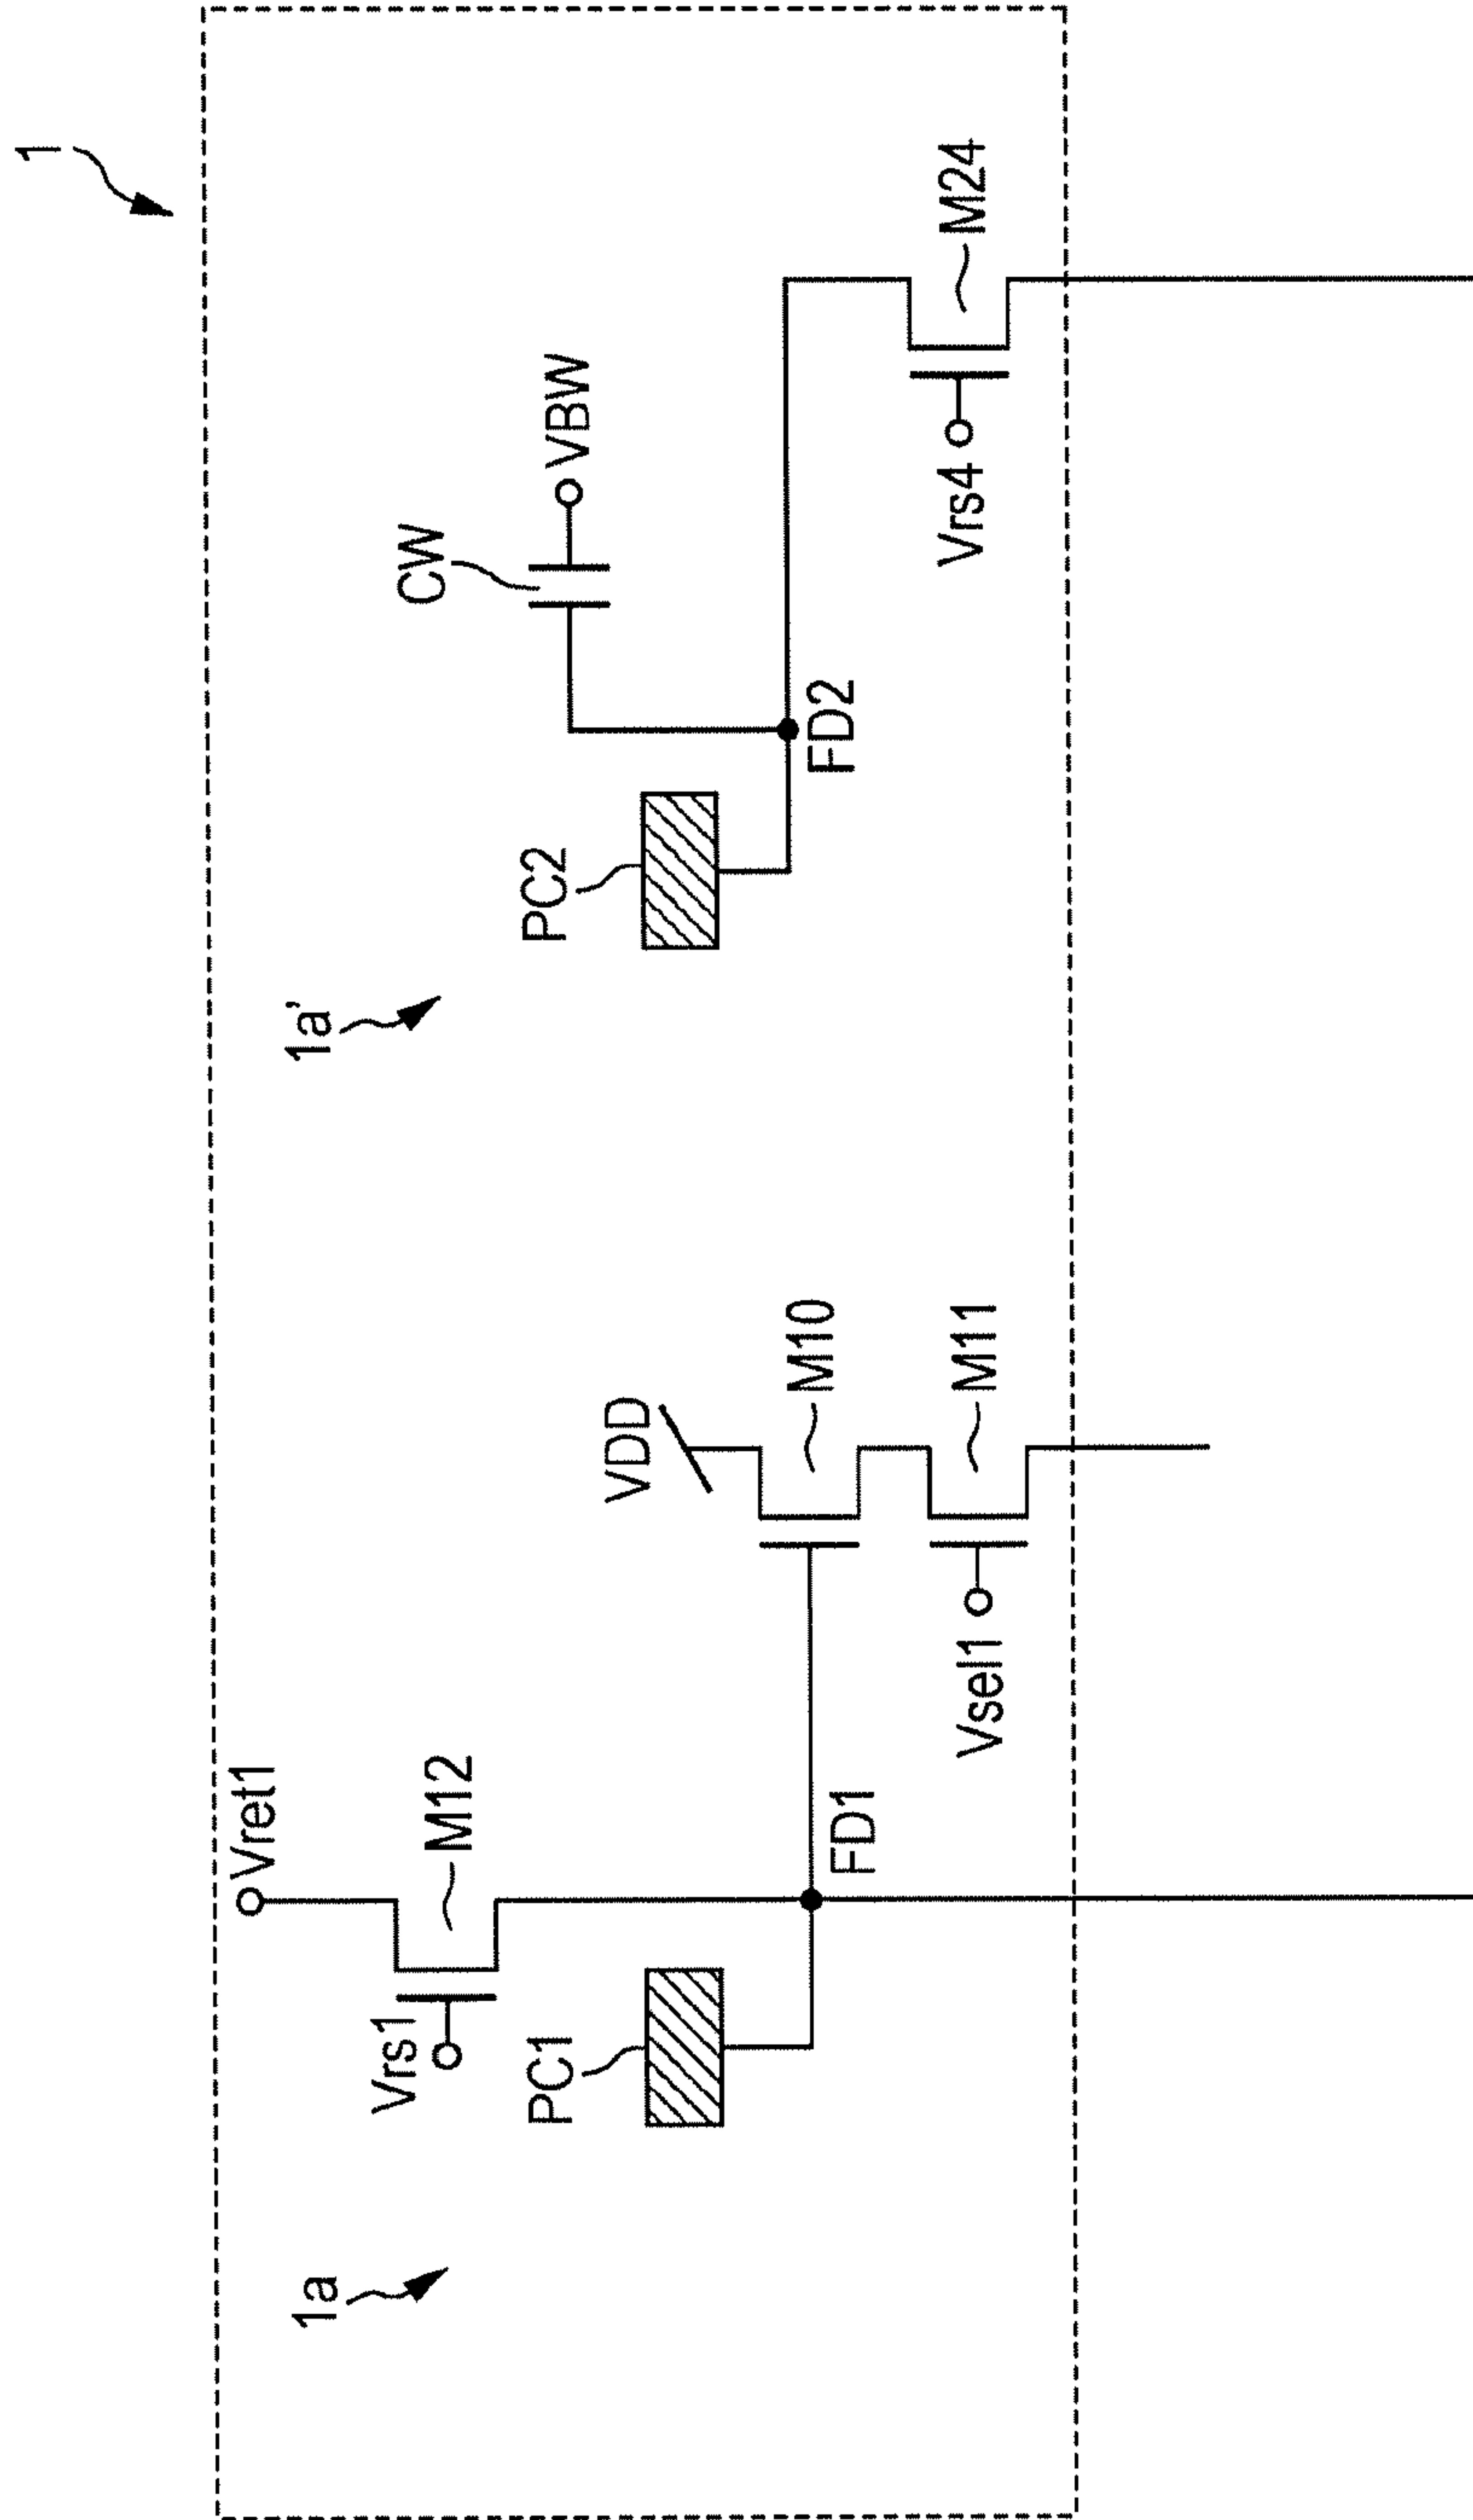 1
1a
1a'
Vret1
Vrs1
M12
PC1
FD1
VDD
M10
M11
Vsel1
PC2
CW
VBW
FD2
Vrs4
M24